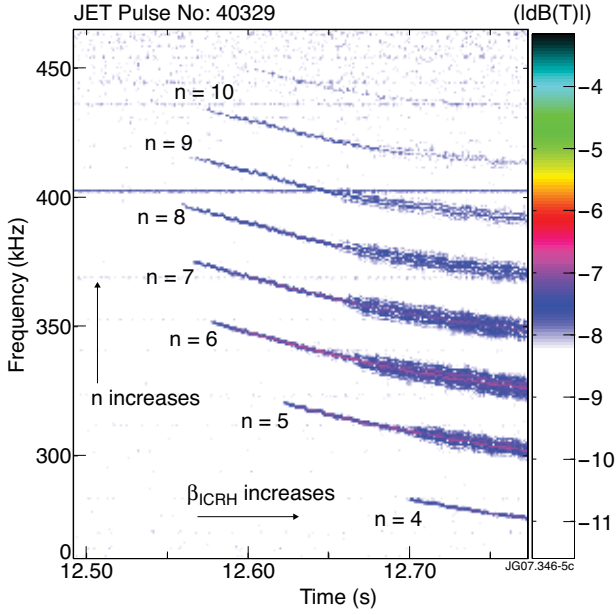 JET Pulse No: 40329
(IdB(T)I)
450
400
350
300
0
Frequency (kHz)
n = 10
n = 9
n = 8
n = 7
n = 6
n = 5
n = 4
n increases
βICRH increases
12.50
12.60
12.70
Time (s)
−4
−5
−6
−7
−8
−9
−10
−11
JG07.346-5c